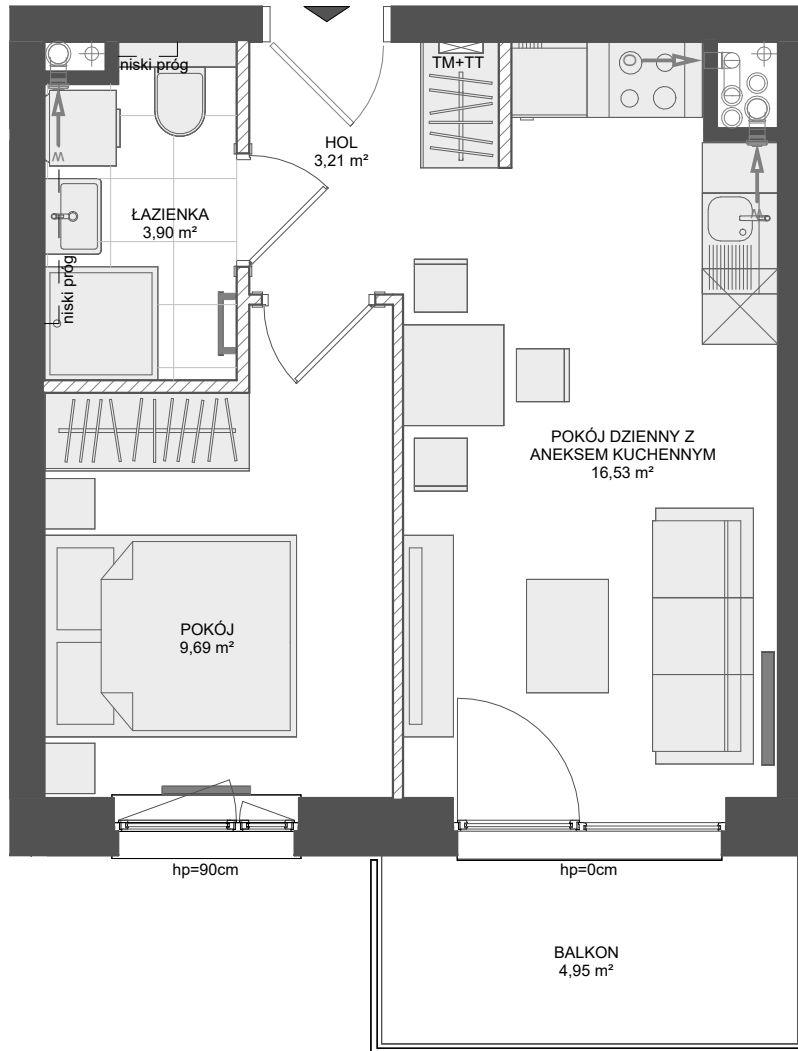 niski próg
TM+TT
HOL
3,21 m²
ŁAZIENKA
3,90 m²
niski próg
POKÓJ DZIENNY Z
ANEKSEM KUCHENNYM
16,53 m²
POKÓJ
9,69 m²
hp=90cm
hp=0cm
BALKON
4,95 m²